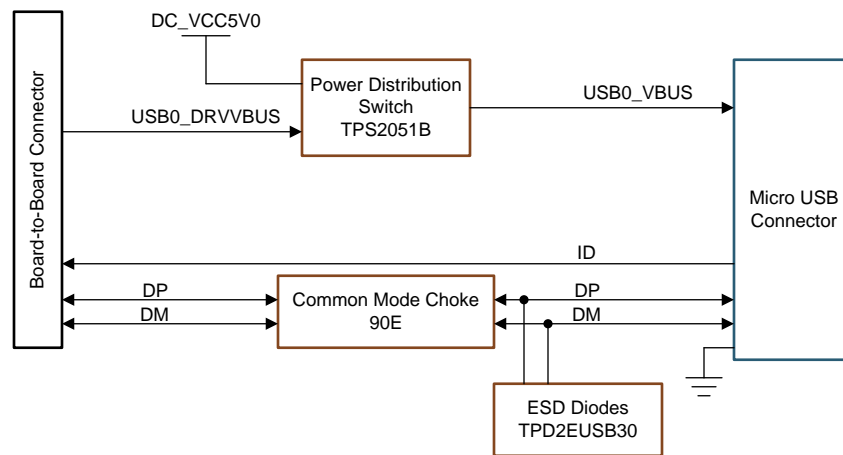 DC_VCC5V0
Board-to-Board Connector
Power Distribution
Switch
TPS2051B
USB0_DRVVBUS
USB0_VBUS
Micro USB
Connector
ID
DP
DM
Common Mode Choke
90E
DP
DM
ESD Diodes
TPD2EUSB30